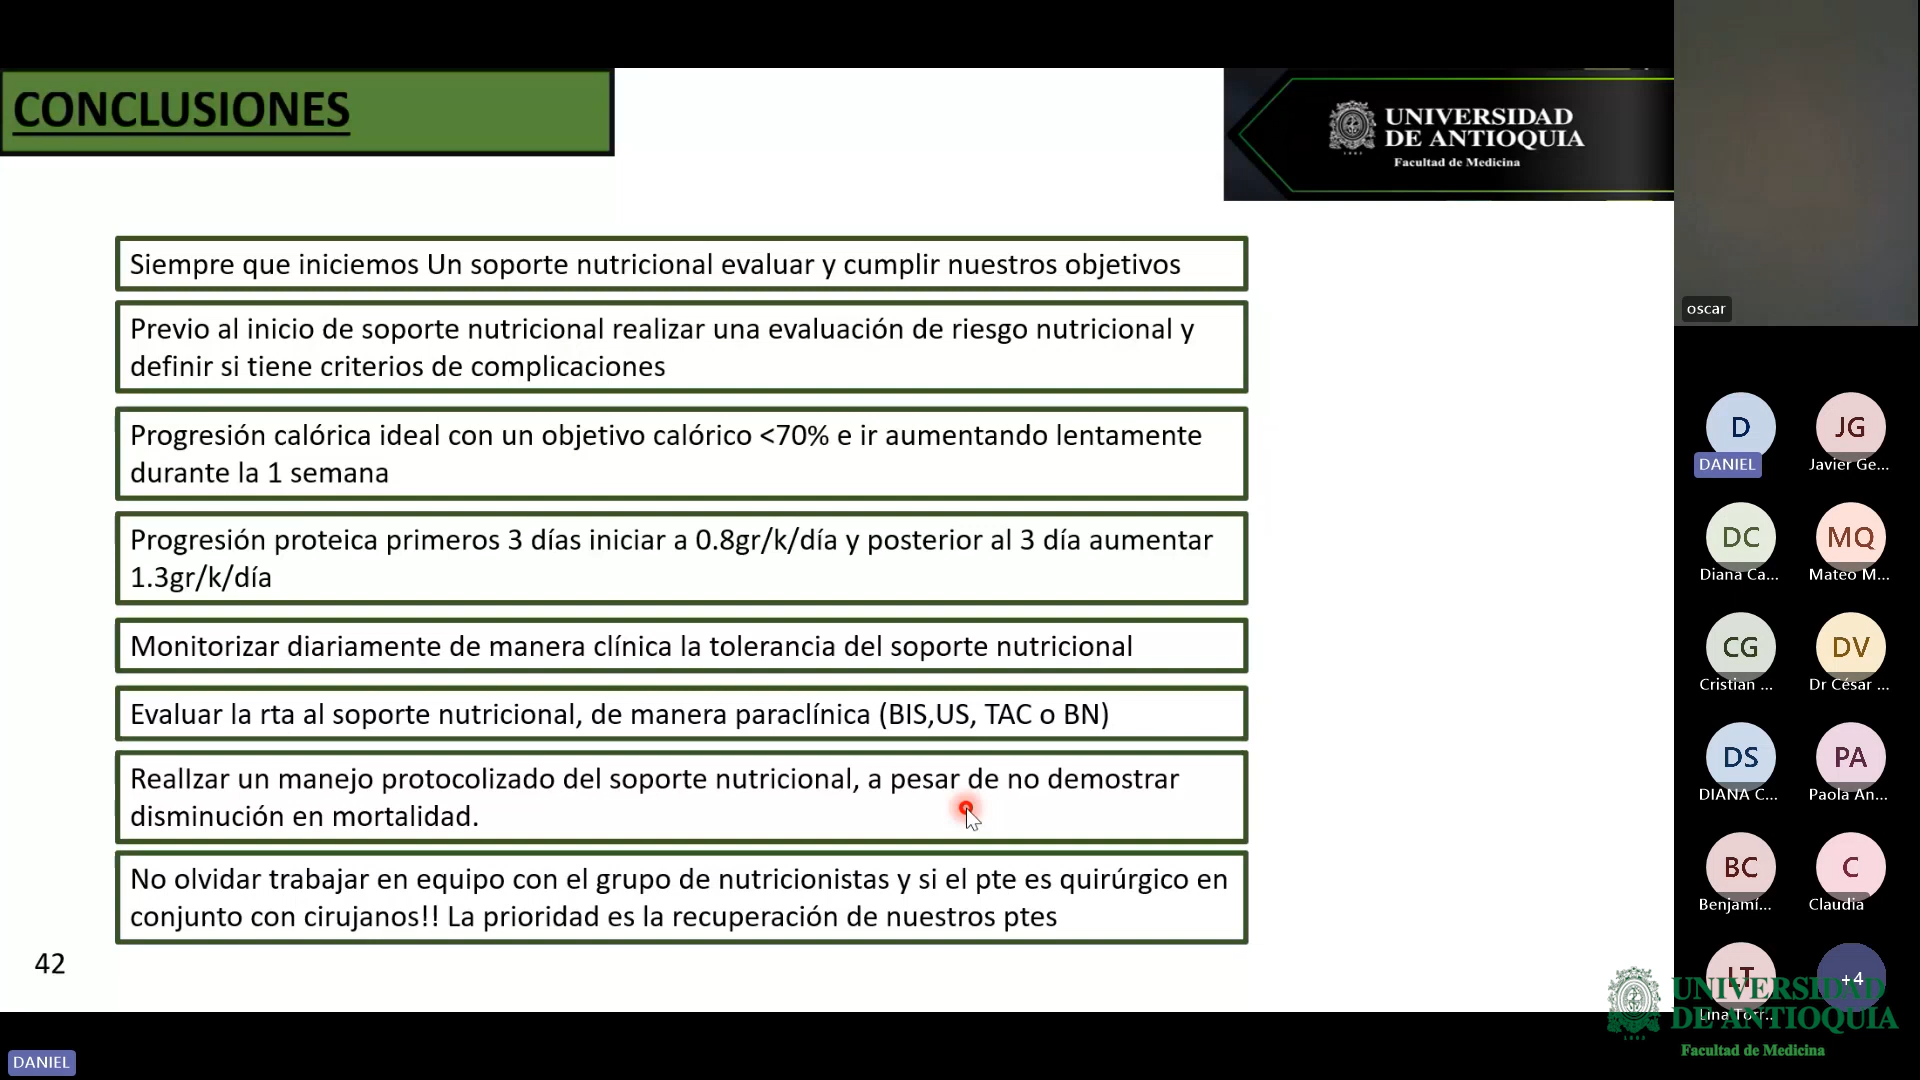 CONCLUSIONES
UNIVERSIDAD
DE ANTIOQUIA
1803
Facultad de Medicina
Siempre que iniciemos Un soporte nutricional evaluar y cumplir nuestros objetivos
Previo al inicio de soporte nutricional realizar una evaluación de riesgo nutricional y
definir si tiene criterios de complicaciones
Progresión calórica ideal con un objetivo calórico <70% e ir aumentando lentamente
durante la 1 semana
Progresión proteica primeros 3 días iniciar a 0.8gr/k/día y posterior al 3 día aumentar
1.3gr/k/día
Monitorizar diariamente de manera clínica la tolerancia del soporte nutricional
Evaluar la rta al soporte nutricional, de manera paraclínica (BIS,US, TAC o BN)
RealIzar un manejo protocolizado del soporte nutricional, a pesar de no demostrar
disminución en mortalidad.
No olvidar trabajar en equipo con el grupo de nutricionistas y si el pte es quirúrgico en
conjunto con cirujanos!! La prioridad es la recuperación de nuestros ptes
42
DANIEL
oscar
D
DANIEL
JG
Javier Ge...
DC
Diana Ca...
MQ
Mateo M...
CG
Cristian ...
DV
Dr César ...
DS
DIANA C...
PA
Paola An...
BC
Benjamí...
C
Claudia
LT
Lina Torr...
+4
UNIVERSIDAD
DE ANTIOQUIA
1803
Facultad de Medicina